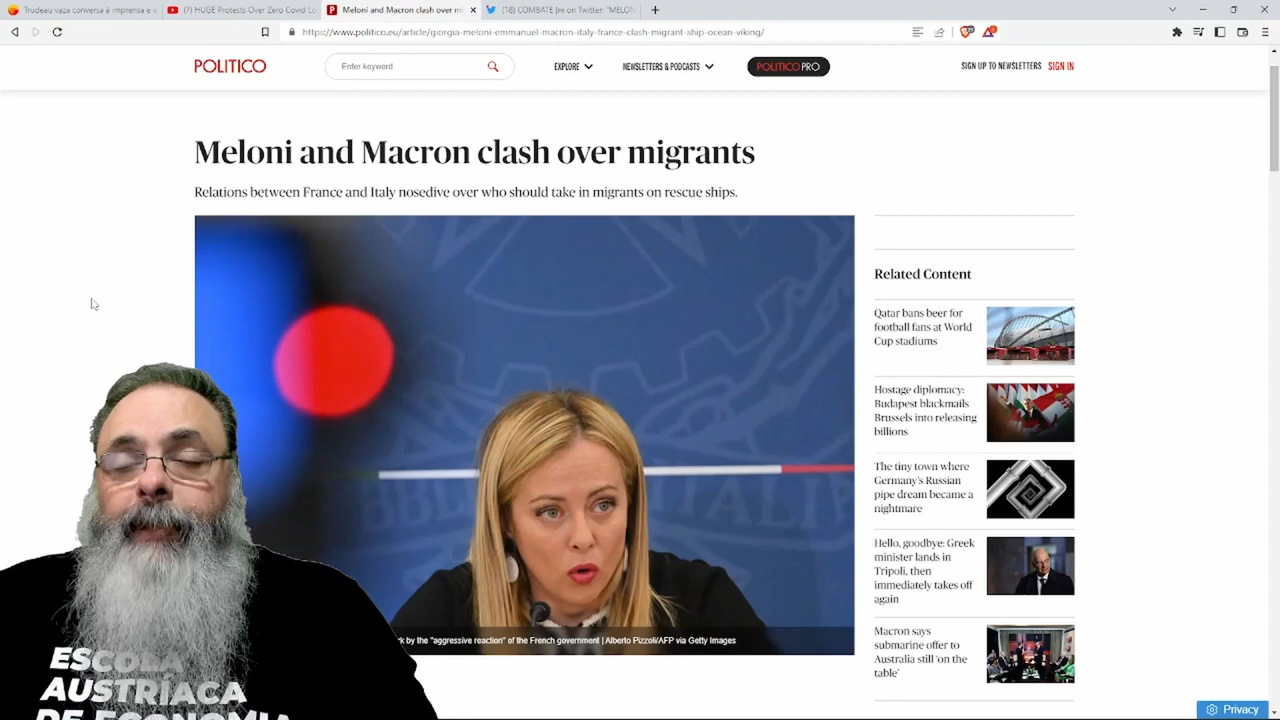 Trudeau vaza conversa à imprensa e
(7) HUGE Protests Over Zero Covid Lo
Meloni and Macron clash over mi
(18) COMBATE |≋| on Twitter: "MELON
https://www.politico.eu/article/giorgia-meloni-emmanuel-macron-italy-france-clash-migrant-ship-ocean-viking/
POLITICO
Enter keyword
EXPLORE
NEWSLETTERS & PODCASTS
POLITICO PRO
SIGN UP TO NEWSLETTERS
SIGN IN
Meloni and Macron clash over migrants
Relations between France and Italy nosedive over who should take in migrants on rescue ships.
by the "aggressive reaction" of the French government | Alberto Pizzoli/AFP via Getty Images
Related Content
Qatar bans beer for
football fans at World
Cup stadiums
Hostage diplomacy:
Budapest blackmails
Brussels into releasing
billions
The tiny town where
Germany's Russian
pipe dream became a
nightmare
Hello, goodbye: Greek
minister lands in
Tripoli, then
immediately takes off
again
Macron says
submarine offer to
Australia still 'on the
table'
ESCOLA
AUSTRIACA
DE ECONOMIA
Privacy